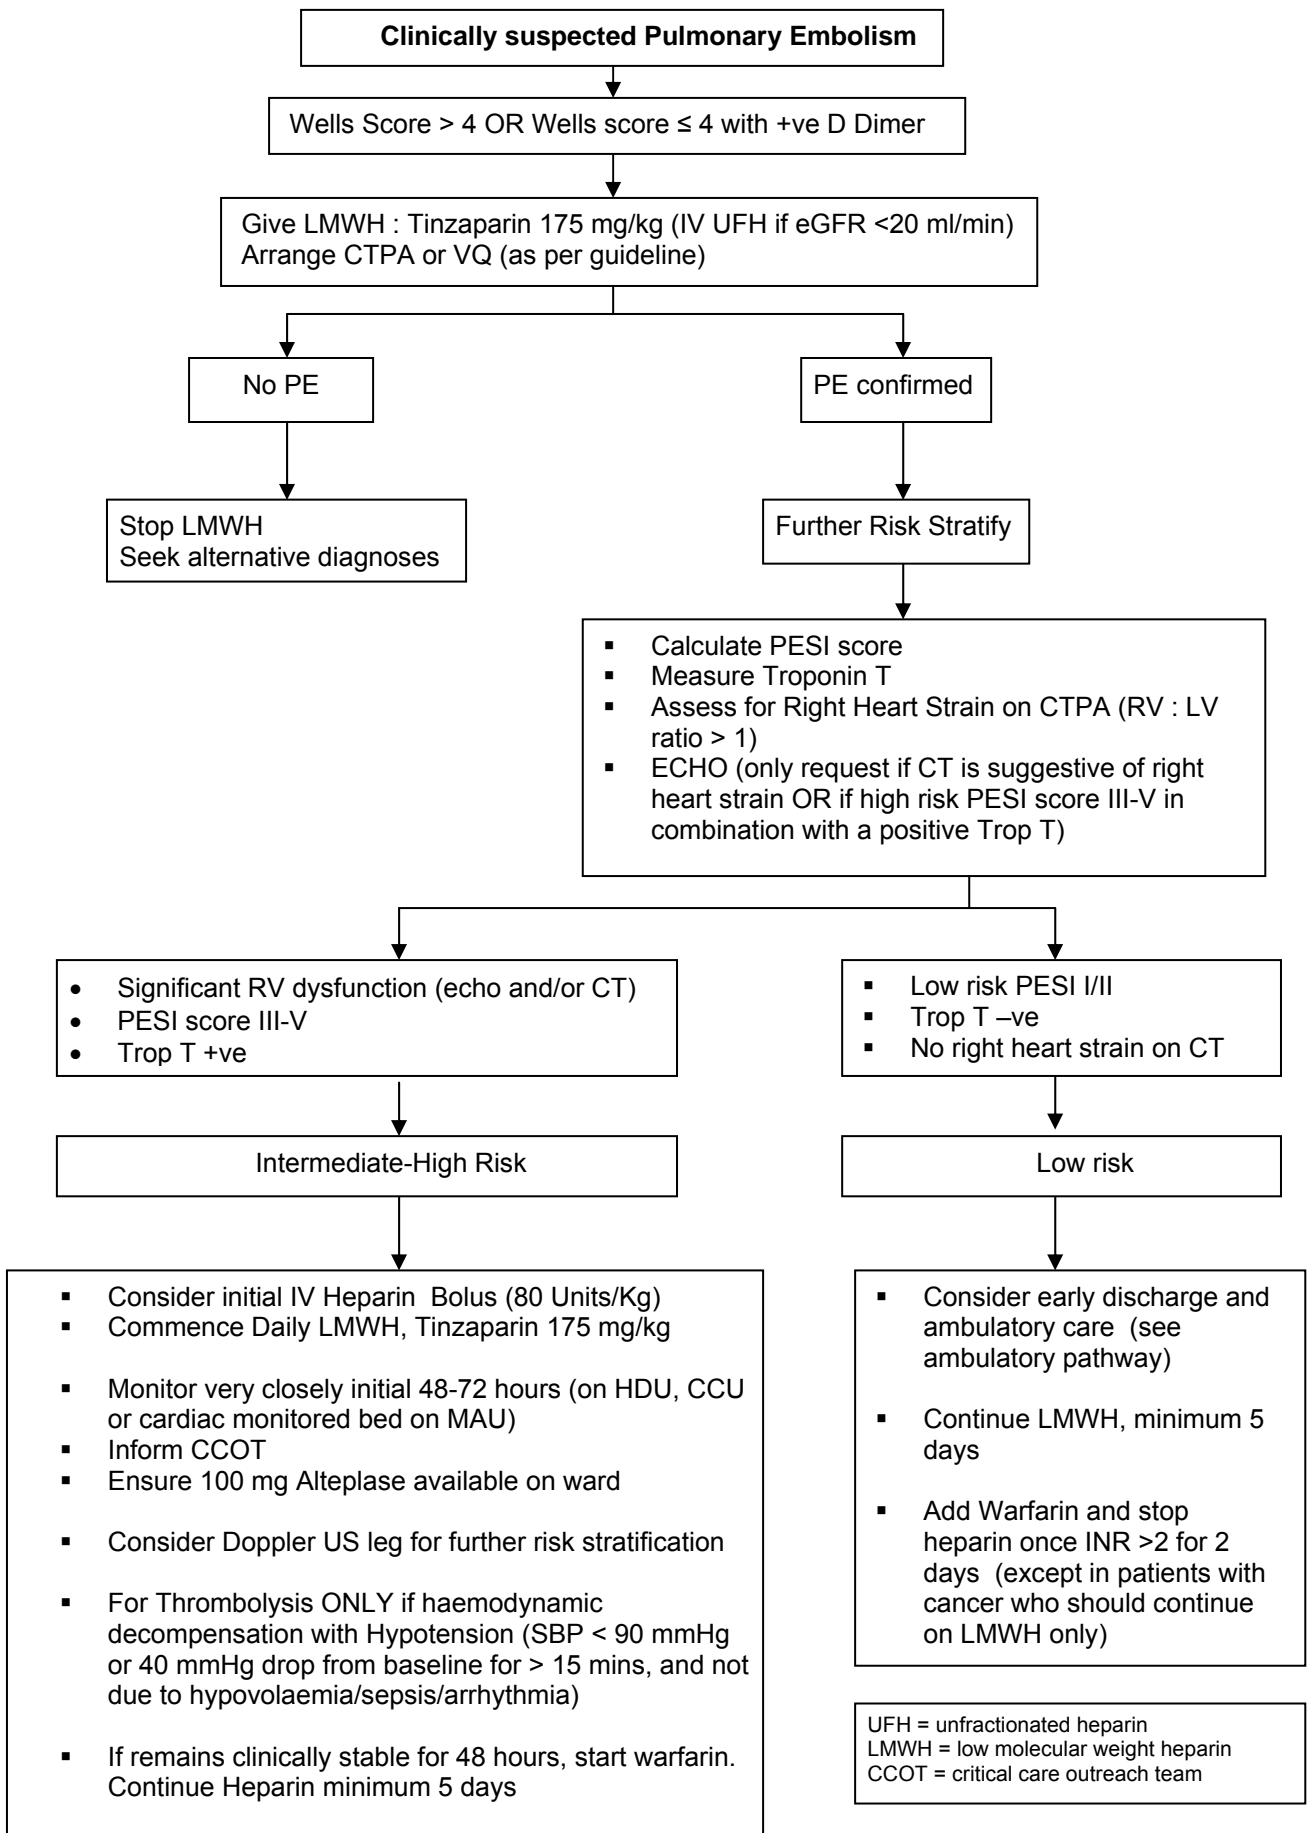 Clinically suspected Pulmonary Embolism
Wells Score > 4 OR Wells score ≤ 4 with +ve D Dimer
Give LMWH : Tinzaparin 175 mg/kg (IV UFH if eGFR <20 ml/min)
Arrange CTPA or VQ (as per guideline)
No PE
PE confirmed
Stop LMWH
Seek alternative diagnoses
Further Risk Stratify
▪ Calculate PESI score
▪ Measure Troponin T
▪ Assess for Right Heart Strain on CTPA (RV : LV
ratio > 1)
▪ ECHO (only request if CT is suggestive of right
heart strain OR if high risk PESI score III-V in
combination with a positive Trop T)
• Significant RV dysfunction (echo and/or CT)
• PESI score III-V
• Trop T +ve
▪ Low risk PESI I/II
▪ Trop T –ve
▪ No right heart strain on CT
Intermediate-High Risk
Low risk
▪ Consider initial IV Heparin  Bolus (80 Units/Kg)
▪ Commence Daily LMWH, Tinzaparin 175 mg/kg
▪ Monitor very closely initial 48-72 hours (on HDU, CCU
or cardiac monitored bed on MAU)
▪ Inform CCOT
▪ Ensure 100 mg Alteplase available on ward
▪ Consider Doppler US leg for further risk stratification
▪ For Thrombolysis ONLY if haemodynamic
decompensation with Hypotension (SBP < 90 mmHg
or 40 mmHg drop from baseline for > 15 mins, and not
due to hypovolaemia/sepsis/arrhythmia)
▪ If remains clinically stable for 48 hours, start warfarin.
Continue Heparin minimum 5 days
▪ Consider early discharge and
ambulatory care  (see
ambulatory pathway)
▪ Continue LMWH, minimum 5
days
▪ Add Warfarin and stop
heparin once INR >2 for 2
days  (except in patients with
cancer who should continue
on LMWH only)
UFH = unfractionated heparin
LMWH = low molecular weight heparin
CCOT = critical care outreach team